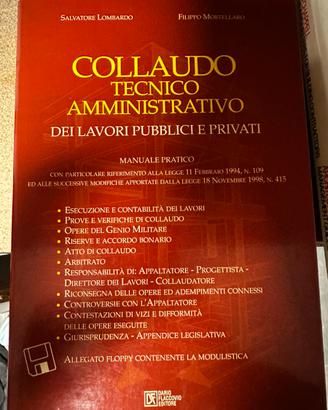 Salvatore Lombardo Filippo Mortellaro
COLLAUDO
TECNICO
AMMINISTRATIVO
DEI LAVORI PUBBLICI E PRIVATI
MANUALE PRATICO
CON PARTICOLARE RIFERIMENTO ALLA LEGGE 11 FEBBRAIO 1994, N. 109
ED ALLE SUCCESSIVE MODIFICHE APPORTATE DALLA LEGGE 18 NOVEMBRE 1998, N. 415
• Esecuzione e contabilità dei lavori
• Prove e verifiche di collaudo
• Opere del Genio Militare
• Riserve e accordo bonario
• Atto di collaudo
• Arbitrato
• Responsabilità di: Appaltatore - Progettista -
Direttore dei Lavori - Collaudatore
• Riconsegna delle opere ed adempimenti connessi
• Controversie con l'Appaltatore
• Contestazioni di vizi e difformità
delle opere eseguite
• Giurisprudenza - Appendice legislativa
Allegato floppy contenente la modulistica
DF
DARIO
FLACCOVIO
EDITORE